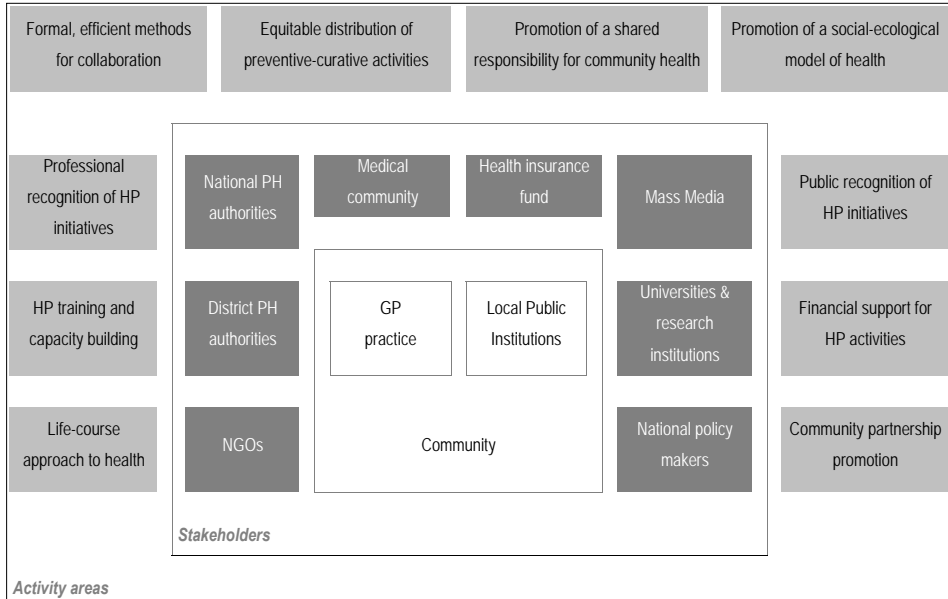 Formal, efficient methods
for collaboration
Equitable distribution of
preventive-curative activities
Promotion of a shared
responsibility for community health
Promotion of a social-ecological
model of health
Professional
recognition of HP
initiatives
National PH
authorities
Medical
community
Health insurance
fund
Mass Media
Public recognition of
HP initiatives
HP training and
capacity building
District PH
authorities
GP
practice
Local Public
Institutions
Universities &
research
institutions
Financial support for
HP activities
Life-course
approach to health
NGOs
Community
National policy
makers
Community partnership
promotion
Stakeholders
Activity areas